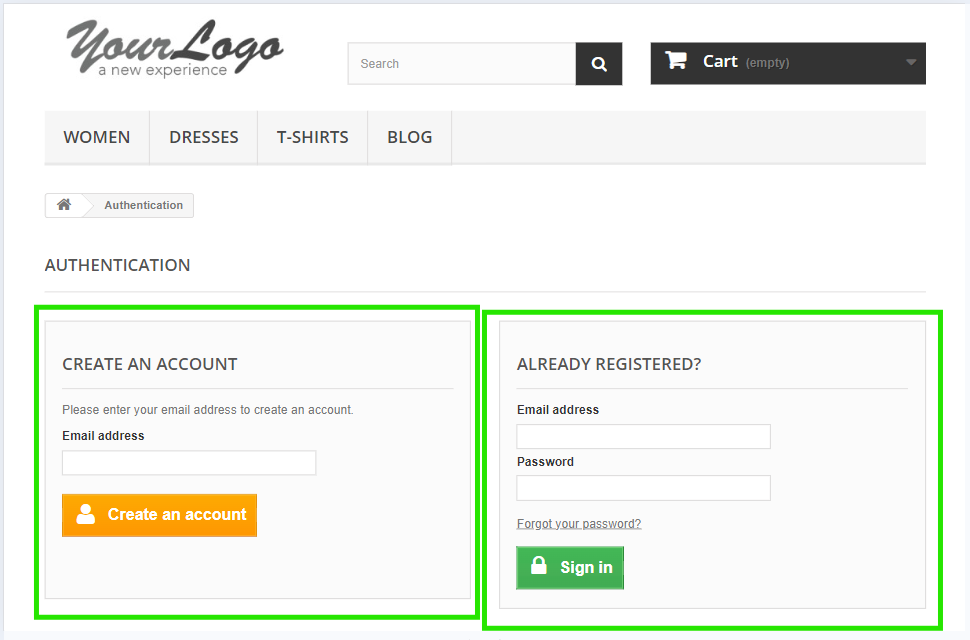 YourLogo
a new experience
Search
Cart (empty)
WOMEN DRESSES T-SHIRTS BLOG
Authentication
AUTHENTICATION
CREATE AN ACCOUNT
Please enter your email address to create an account.
Email address
Create an account
ALREADY REGISTERED?
Email address
Password
Forgot your password?
Sign in